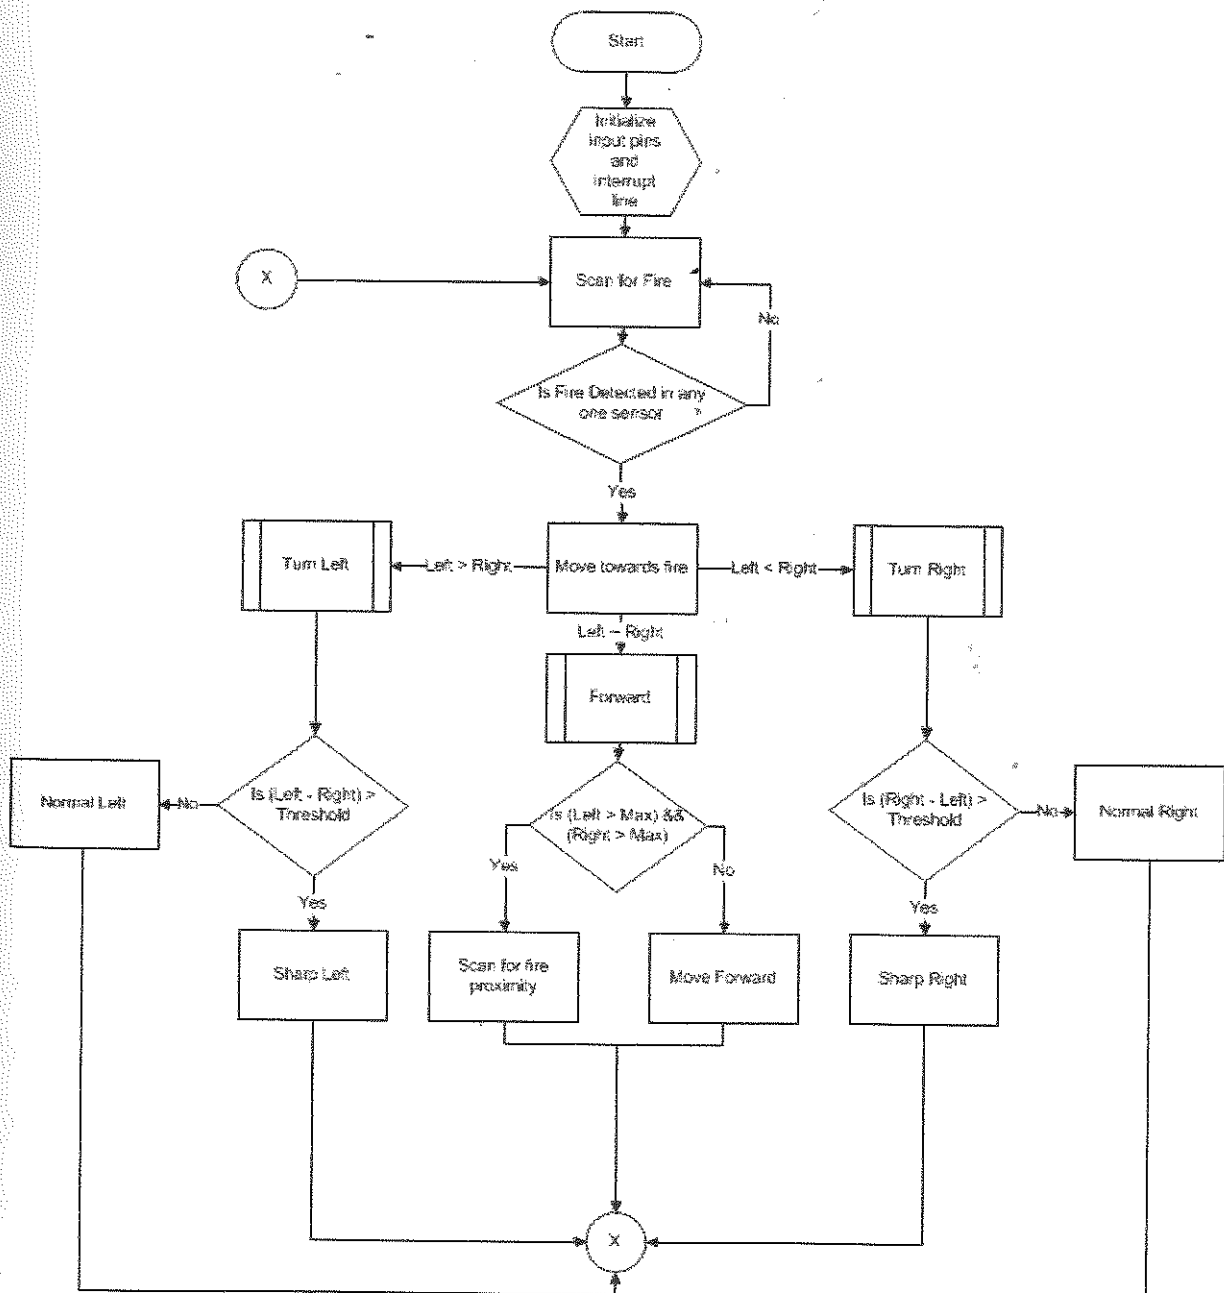 Start
Initialize
input pins
and
interrupt
line
X
Scan for Fire
No
Is Fire Detected in any
one sensor
Yes
Turn Left
Left > Right
Move towards fire
Left < Right
Turn Right
Left = Right
Forward
Normal Left
No
Is (Left - Right) >
Threshold
Is (Left > Max) &&
(Right > Max)
Is (Right - Left) >
Threshold
No
Normal Right
Yes
Yes
No
Yes
Sharp Left
Scan for fire
proximity
Move Forward
Sharp Right
X